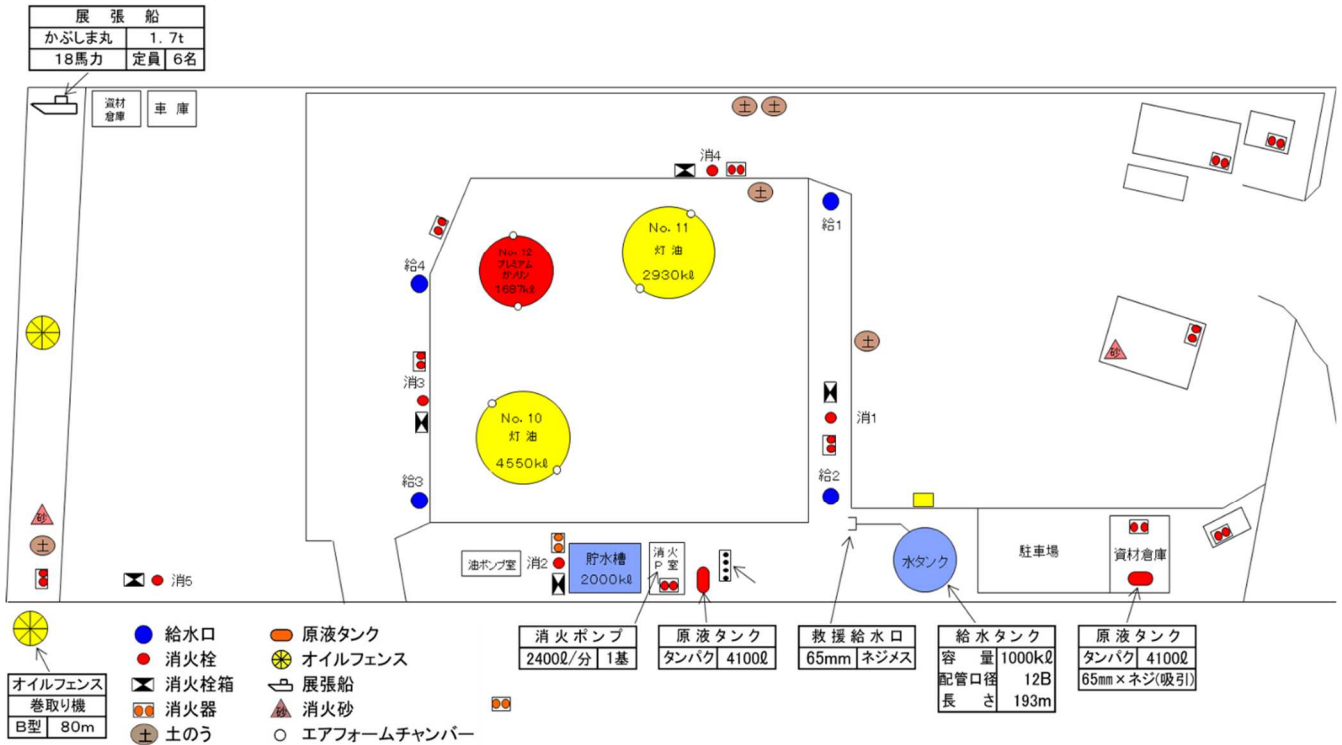 展張船
かぶしま丸 1.7t
18馬力 定員 6名
資材
倉庫
車庫
土 土
消4
土
給1
No. 11
灯油
2930kℓ
No. 12
プレミアム
ガソリン
1687kℓ
給4
土
砂
消3
消1
No. 10
灯油
4550kℓ
給3
給2
砂
土
消5
油ポンプ室
消2
貯水槽
2000kℓ
消火
P室
水タンク
駐車場
資材倉庫
オイルフェンス
巻取り機
B型 80m
給水口
消火栓
消火栓箱
消火器
土 土のう
原液タンク
オイルフェンス
展張船
砂 消火砂
エアフォームチャンバー
消火ポンプ
2400ℓ/分 1基
原液タンク
タンパク 4100ℓ
救援給水口
65mm ネジメス
給水タンク
容量 1000kℓ
配管口径 12B
長さ 193m
原液タンク
タンパク 4100ℓ
65mm×ネジ(吸引)